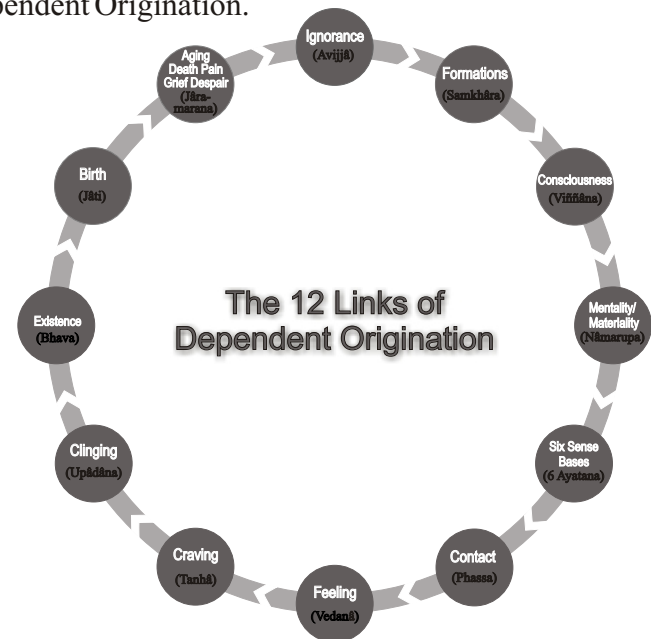 pendent Origination.
Ignorance
(Avijjâ)
Formations
(Samkhâra)
Consciousness
(Viññâna)
Mentality/
Materiality
(Nâmarupa)
Six Sense
Bases
(6 Ayatana)
Contact
(Phassa)
Feeling
(Vedanâ)
Craving
(Tanhâ)
Clinging
(Upâdâna)
Existence
(Bhava)
Birth
(Jâti)
Aging
Death Pain
Grief Despair
(Jâra-
marana)
The 12 Links of
Dependent Origination